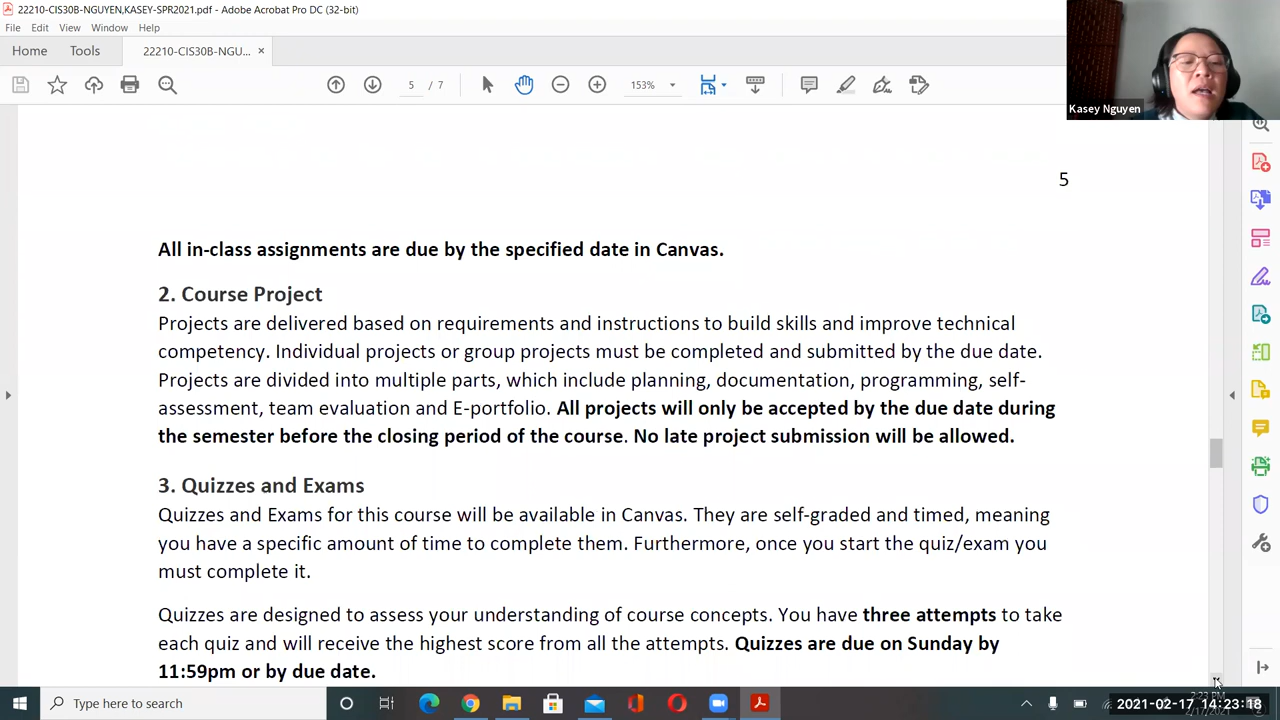 22210-CIS30B-NGUYEN,KASEY-SPR2021.pdf - Adobe Acrobat Pro DC (32-bit)
File Edit View Window Help
Home Tools 22210-CIS30B-NGU... ×
5 / 7 153%
Kasey Nguyen
5
All in-class assignments are due by the specified date in Canvas.
2. Course Project
Projects are delivered based on requirements and instructions to build skills and improve technical
competency. Individual projects or group projects must be completed and submitted by the due date.
Projects are divided into multiple parts, which include planning, documentation, programming, self-
assessment, team evaluation and E-portfolio. All projects will only be accepted by the due date during
the semester before the closing period of the course. No late project submission will be allowed.
3. Quizzes and Exams
Quizzes and Exams for this course will be available in Canvas. They are self-graded and timed, meaning
you have a specific amount of time to complete them. Furthermore, once you start the quiz/exam you
must complete it.
Quizzes are designed to assess your understanding of course concepts. You have three attempts to take
each quiz and will receive the highest score from all the attempts. Quizzes are due on Sunday by
11:59pm or by due date.
Type here to search
2:23 PM
2021-02-17 14:23:18
2/17/2021